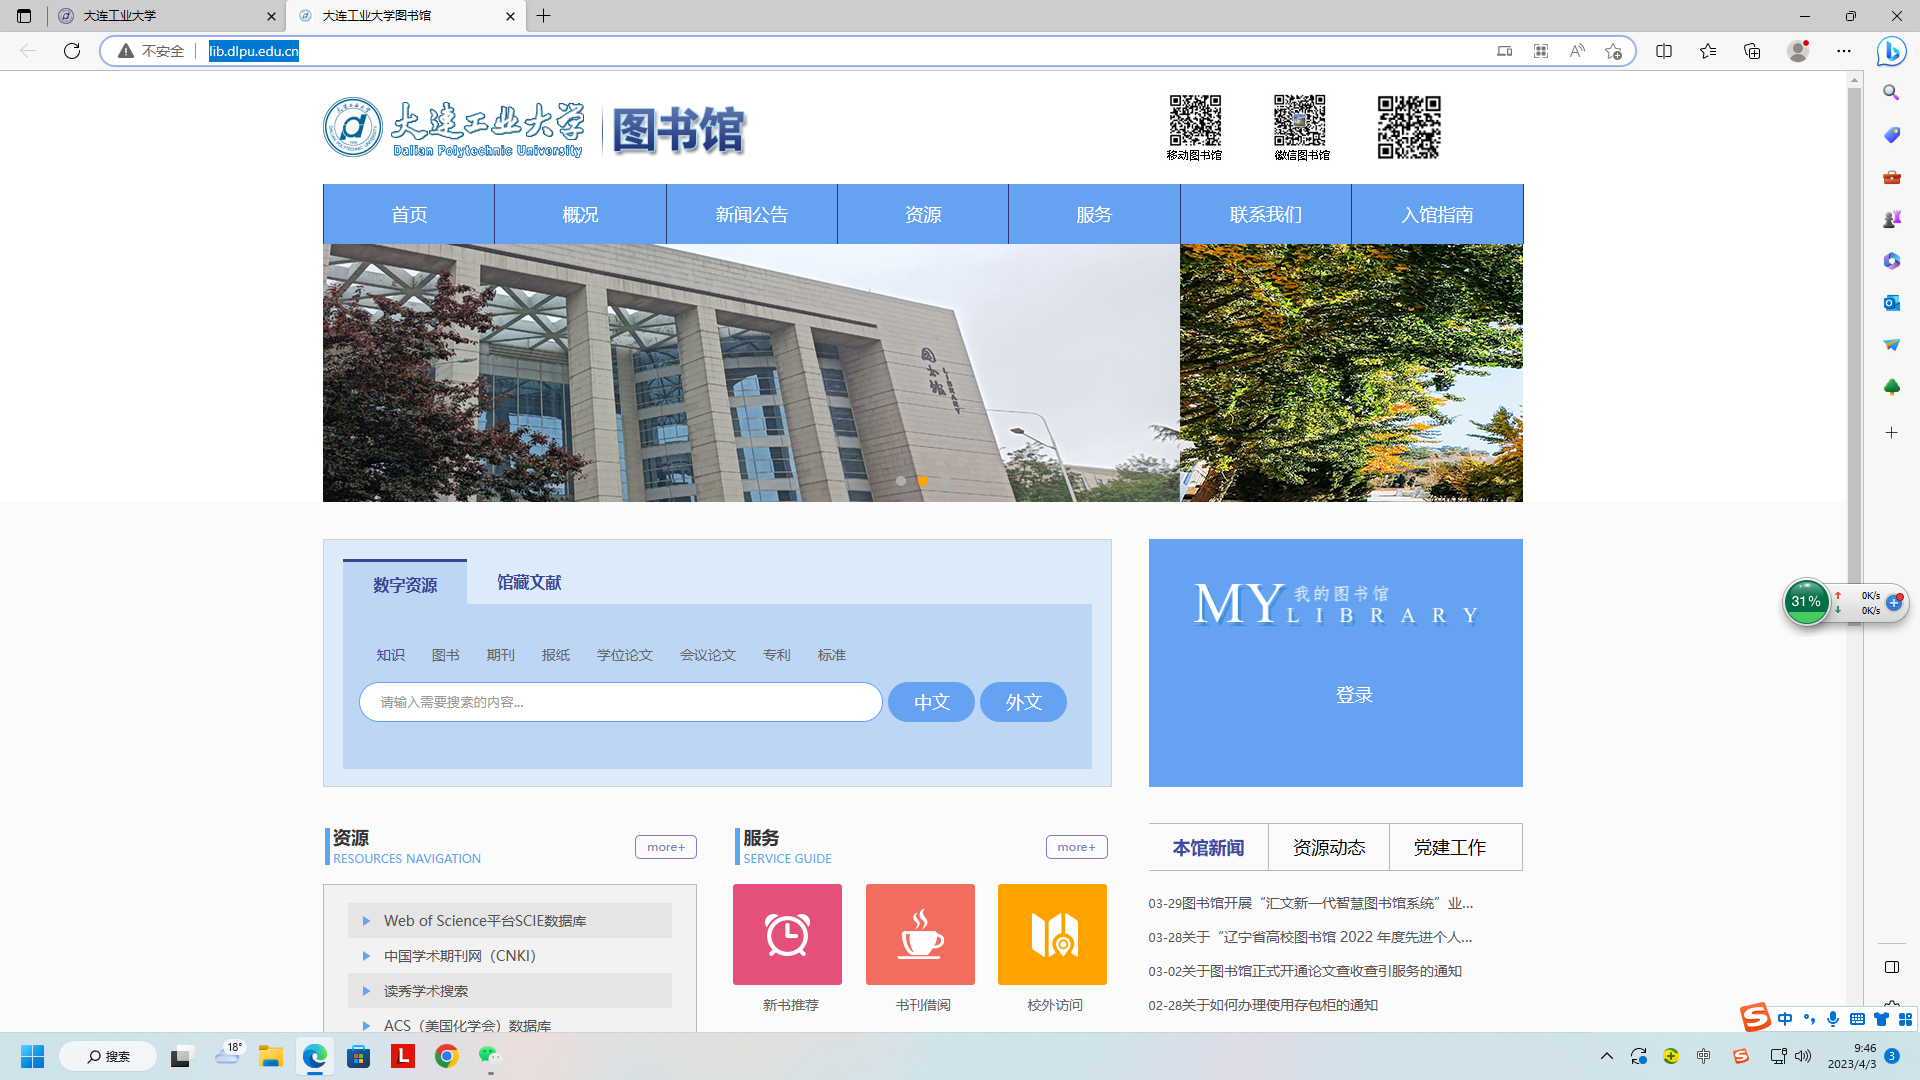 大连工业大学
大连工业大学图书馆
不安全
lib.dlpu.edu.cn
大连工业大学
Dalian Polytechnic University
图书馆
移动图书馆
微信图书馆
首页
概况
新闻公告
资源
服务
联系我们
入馆指南
图书馆
LIBRARY
数字资源
馆藏文献
知识
图书
期刊
报纸
学位论文
会议论文
专利
标准
请输入需要搜索的内容...
中文
外文
MY
我的图书馆
LIBRARY
登录
31%
0K/s
0K/s
资源
RESOURCES NAVIGATION
more+
服务
SERVICE GUIDE
more+
本馆新闻
资源动态
党建工作
Web of Science平台SCIE数据库
中国学术期刊网（CNKI）
读秀学术搜索
ACS（美国化学会）数据库
新书推荐
书刊借阅
校外访问
03-29图书馆开展“汇文新一代智慧图书馆系统”业...
03-28关于“辽宁省高校图书馆 2022 年度先进个人...
03-02关于图书馆正式开通论文查收查引服务的通知
02-28关于如何办理使用存包柜的通知
中
搜索
18°
中
9:46
2023/4/3
3